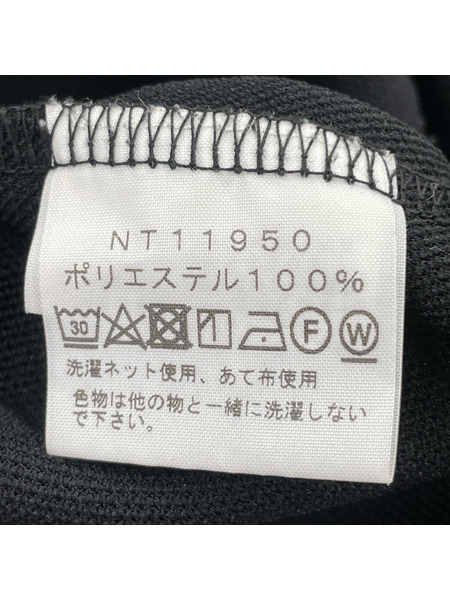 NT11950
ポリエステル100%
30 F W
洗濯ネット使用、あて布使用
色物は他の物と一緒に洗濯しない
で下さい。